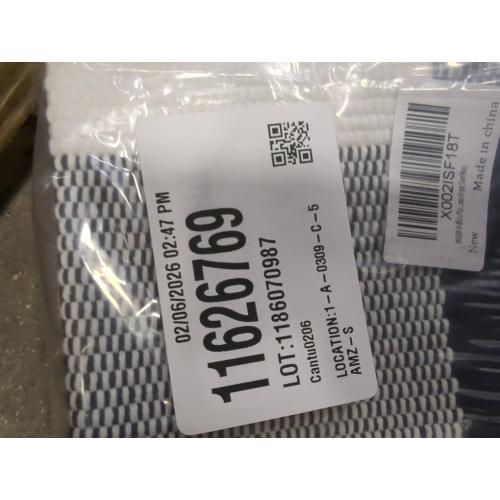 02/06/2026 02:47 PM
11626769
LOT:1186070987
Cantu0206
LOCATION:1-A-0309-C-5
AMZ-S
X002ISF18T
New
Made in china